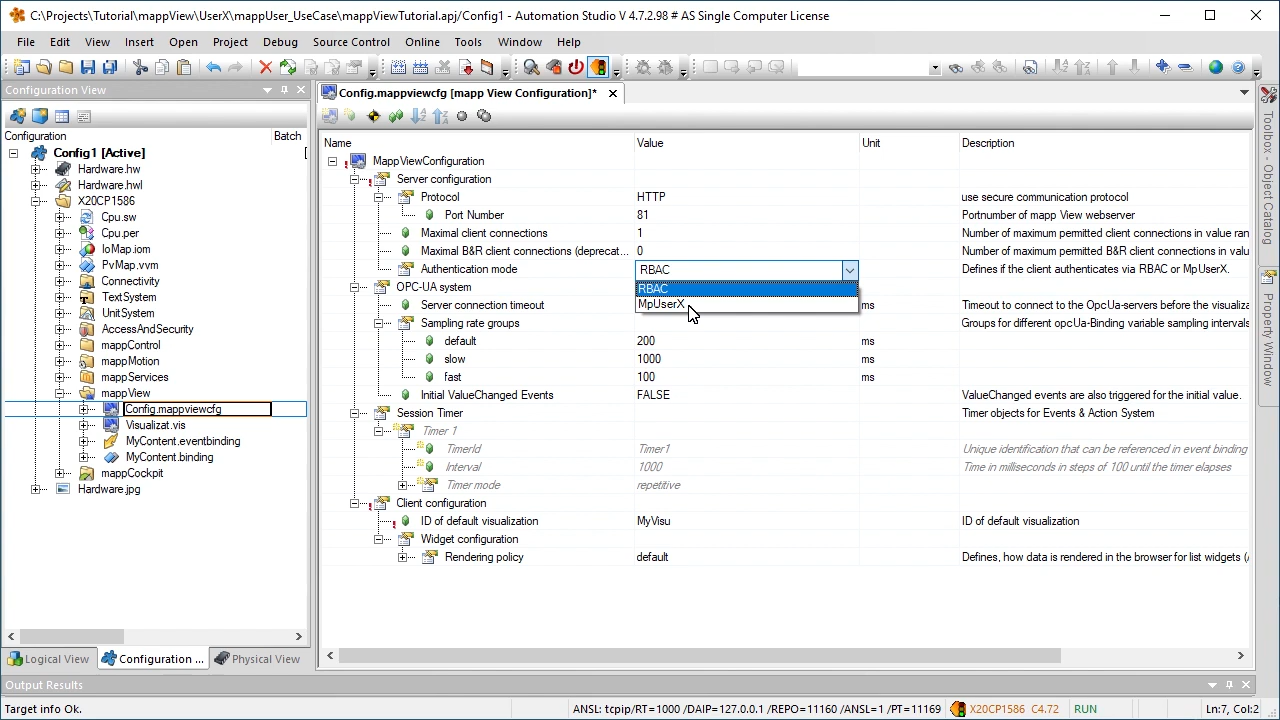 C:\Projects\Tutorial\mappView\UserX\mappUser_UseCase\mappViewTutorial.apj/Config1 - Automation Studio V 4.7.2.98 # AS Single Computer License
File Edit View Insert Open Project Debug Source Control Online Tools Window Help
Configuration View
Config.mappviewcfg [mapp View Configuration]*
Configuration Batch
Config1 [Active]
Hardware.hw
Hardware.hwl
X20CP1586
Cpu.sw
Cpu.per
IoMap.iom
PvMap.vvm
Connectivity
TextSystem
UnitSystem
AccessAndSecurity
mappControl
mappMotion
mappServices
mappView
Config.mappviewcfg
Visualizat.vis
MyContent.eventbinding
MyContent.binding
mappCockpit
Hardware.jpg
Logical View Configuration ... Physical View
Name Value Unit Description
MappViewConfiguration
Server configuration
Protocol HTTP use secure communication protocol
Port Number 81 Portnumber of mapp View webserver
Maximal client connections 1 Number of maximum permitted client connections in value ran
Maximal B&R client connections (deprecat... 0 Number of maximum permitted B&R client connections in valu
Authentication mode RBAC Defines if the client authenticates via RBAC or MpUserX.
RBAC
MpUserX
OPC-UA system
Server connection timeout ms Timeout to connect to the OpcUa-servers before the visualiza
Sampling rate groups Groups for different opcUa-Binding variable sampling intervals
default 200 ms
slow 1000 ms
fast 100 ms
Initial ValueChanged Events FALSE ValueChanged events are also triggered for the initial value.
Session Timer Timer objects for Events & Action System
Timer 1
TimerId Timer1 Unique identification that can be referenced in event binding
Interval 1000 Time in milliseconds in steps of 100 until the timer elapses
Timer mode repetitive
Client configuration
ID of default visualization MyVisu ID of default visualization
Widget configuration
Rendering policy default Defines, how data is rendered in the browser for list widgets (
Toolbox - Object Catalog
Property Window
Output Results
Target info Ok. ANSL: tcpip/RT=1000 /DAIP=127.0.0.1 /REPO=11160 /ANSL=1 /PT=11169 X20CP1586 C4.72 RUN Ln:7, Col:2